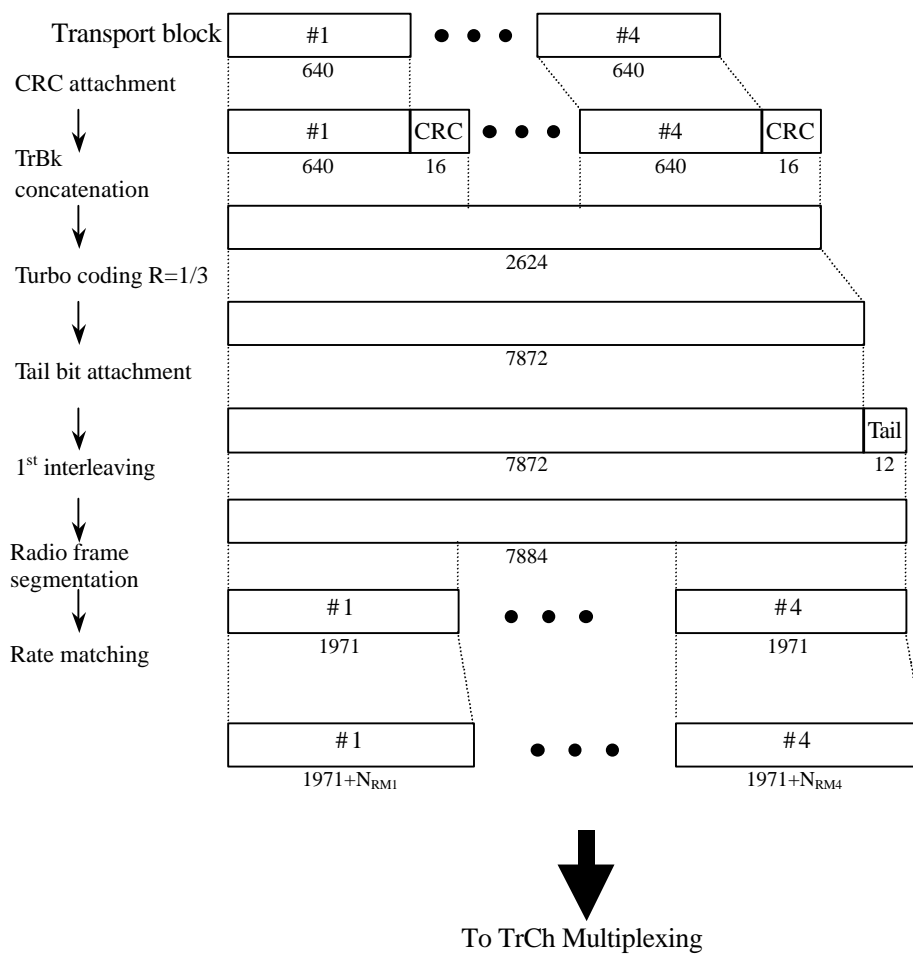 Transport block
#1
#4
640
640
CRC attachment
#1
CRC
#4
CRC
640
16
640
16
TrBk
concatenation
2624
Turbo coding R=1/3
7872
Tail bit attachment
Tail
7872
12
1st interleaving
7884
Radio frame
segmentation
#1
#4
1971
1971
Rate matching
#1
#4
1971+NRM1
1971+NRM4
To TrCh Multiplexing